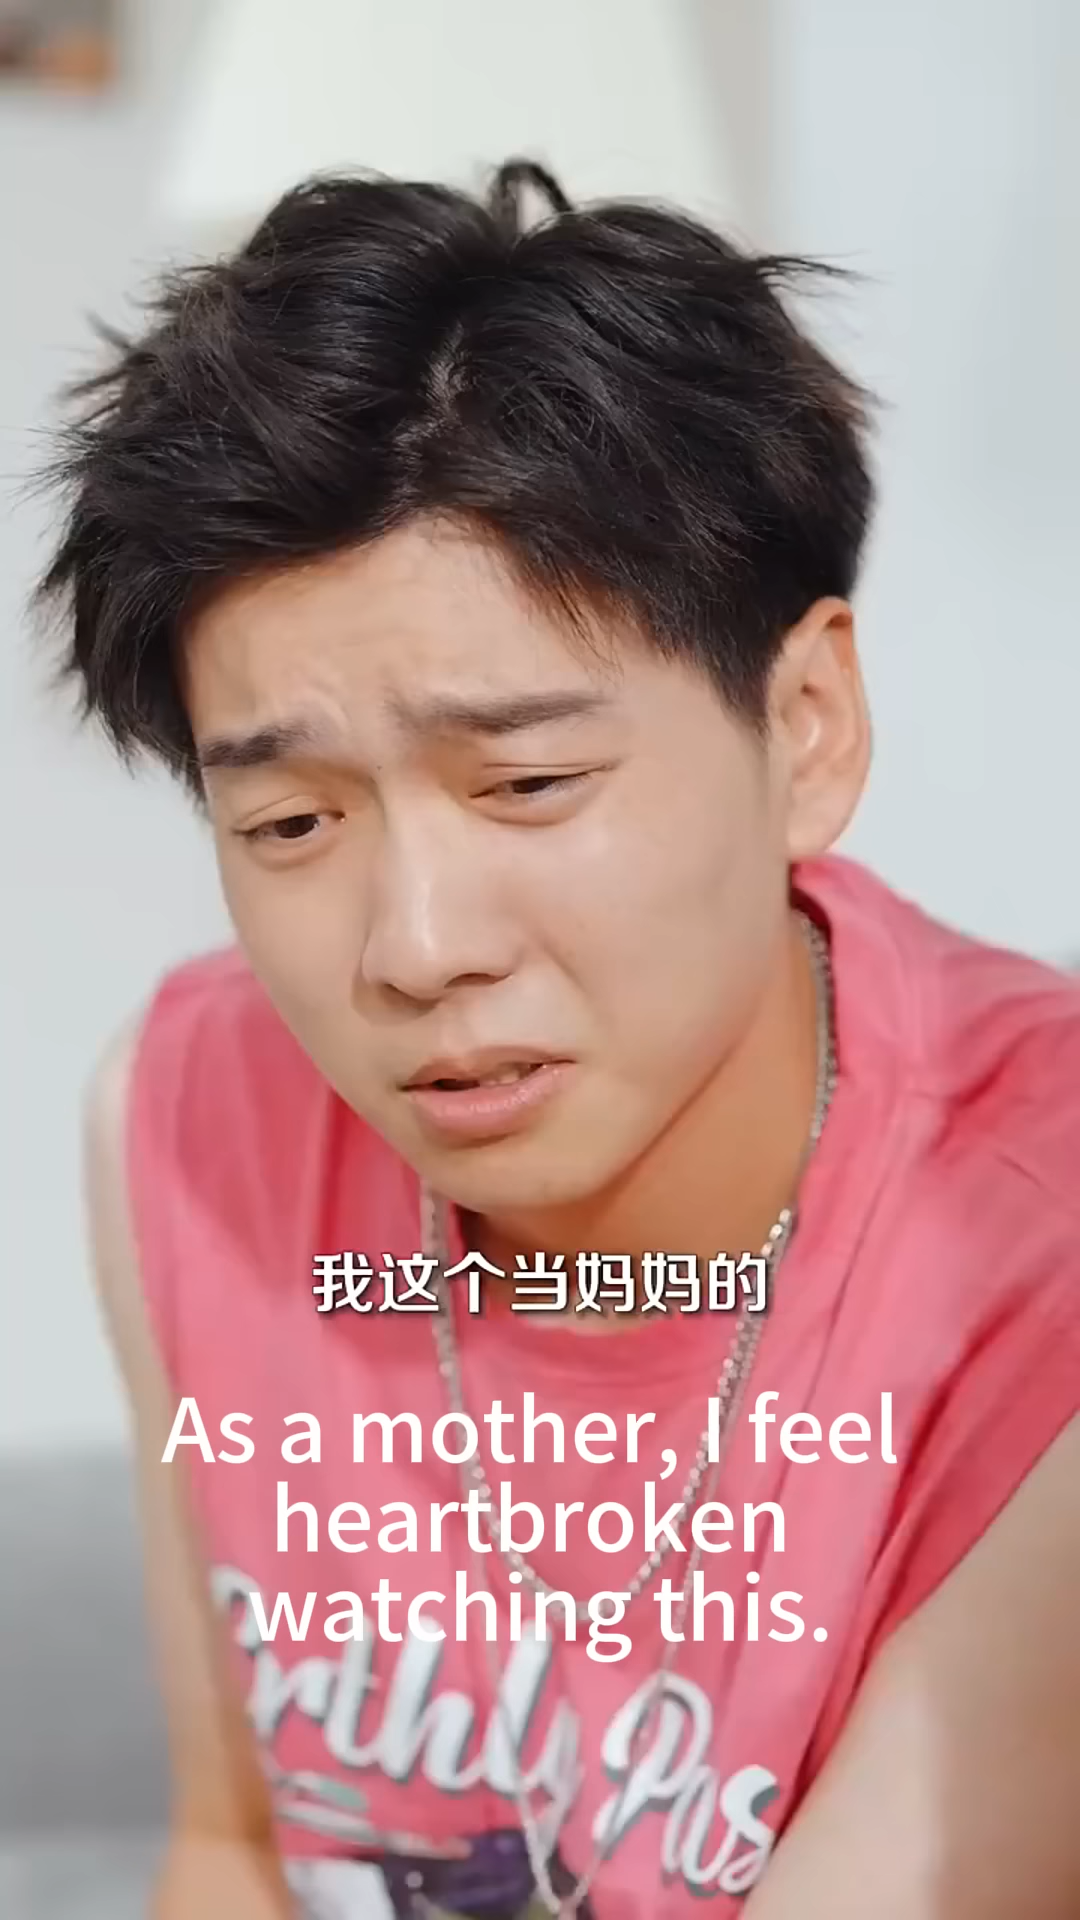 我这个当妈妈的
As a mother, I feel
heartbroken
watching this.